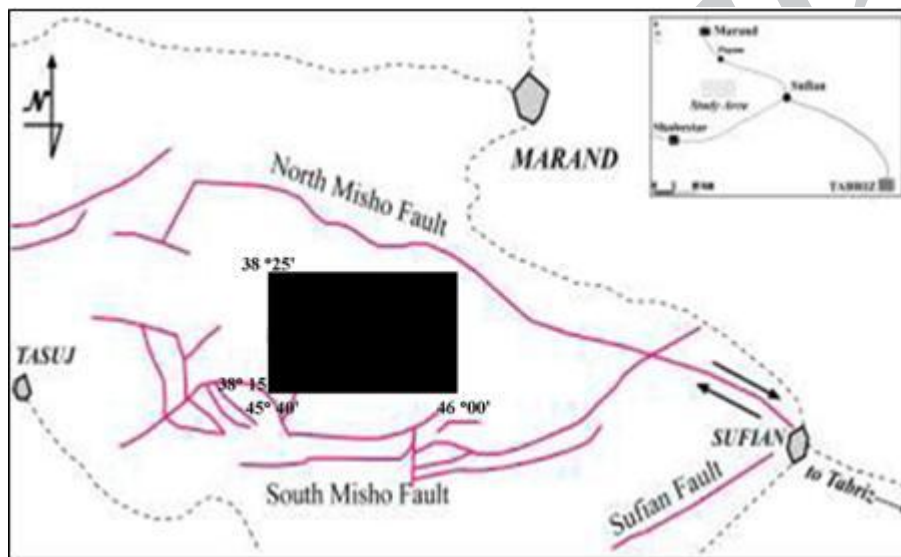 N
MARAND
North Misho Fault
38 °25'
TASUJ
38° 15
45° 40'
46 °00'
South Misho Fault
SUFIAN
Sufian Fault
to Tabriz
Marand
Sufian
Study Area
Shabestar
TABRIZ